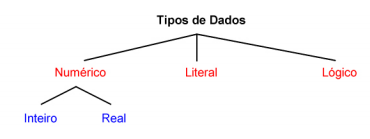 Tipos de Dados
Numérico Literal Lógico
Inteiro Real